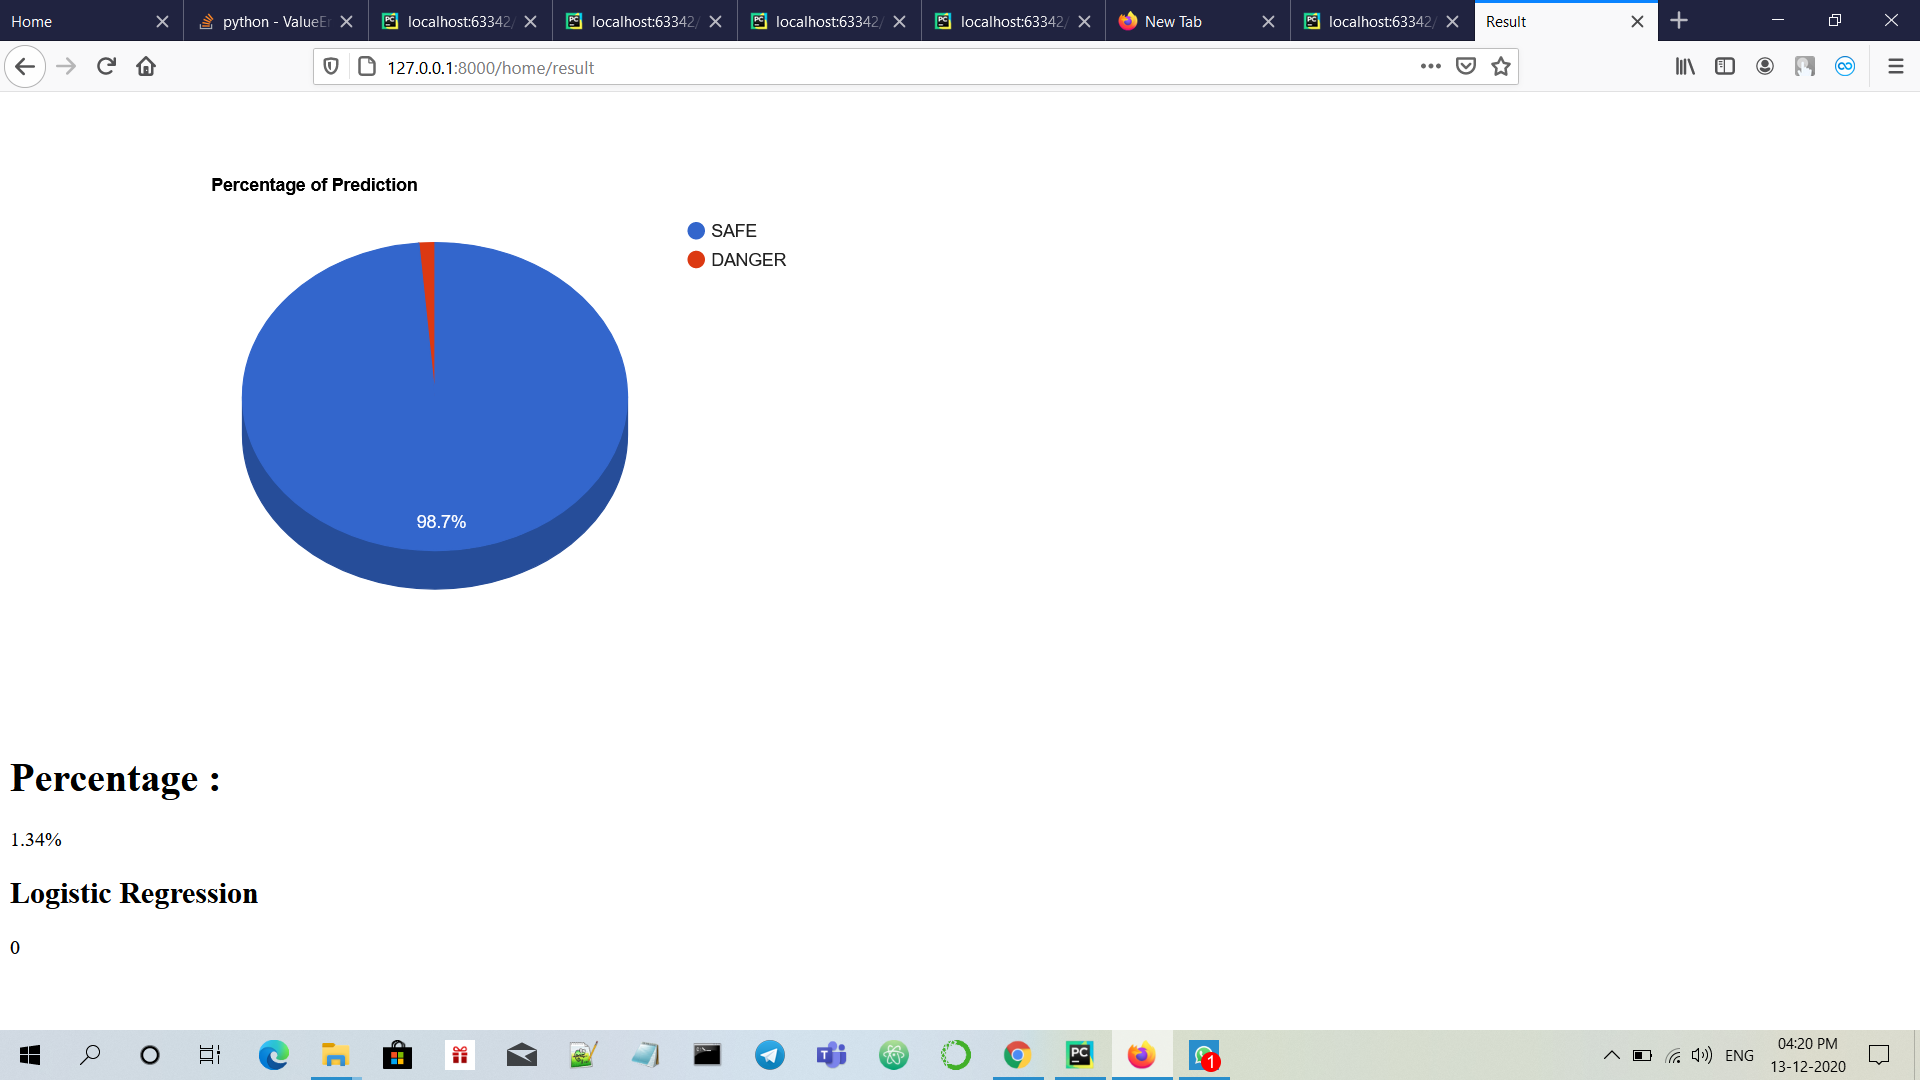 Home
python - ValueEr
localhost:63342/
localhost:63342/
localhost:63342/
localhost:63342/
New Tab
localhost:63342/
Result
127.0.0.1:8000/home/result
Percentage of Prediction
SAFE
DANGER
98.7%
Percentage :
1.34%
Logistic Regression
0
ENG
04:20 PM
13-12-2020
1